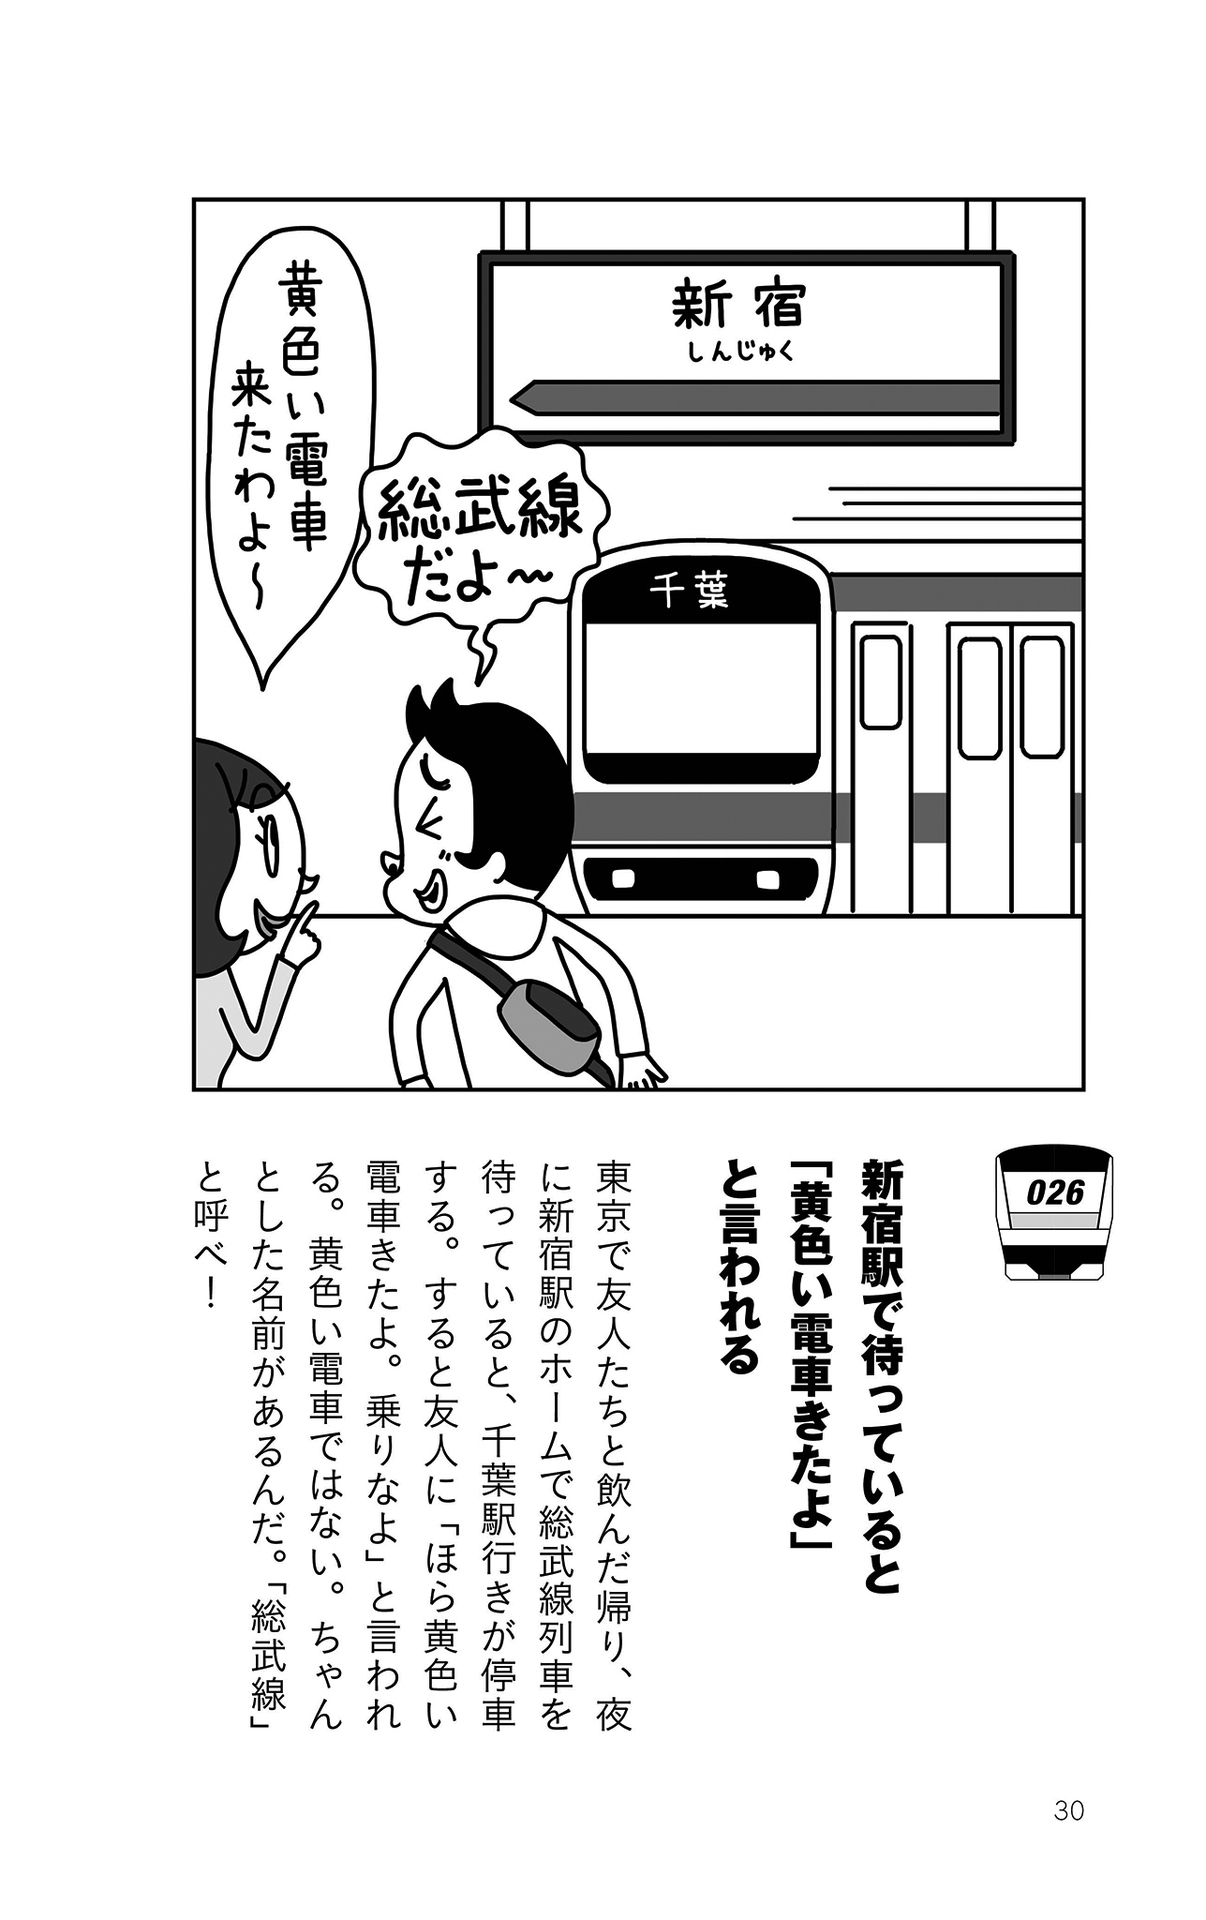 新宿
しんじゅく
千葉
総武線
だよ～
黄色い電車
来たわよ～
026
新宿駅で待っていると
「黄色い電車きたよ」
と言われる
東京で友人たちと飲んだ帰り、夜
に新宿駅のホームで総武線列車を
待っていると、千葉駅行きが停車
する。すると友人に「ほら黄色い
電車きたよ。乗りなよ」と言われ
る。黄色い電車ではない。ちゃん
とした名前があるんだ。「総武線」
と呼べ！
30